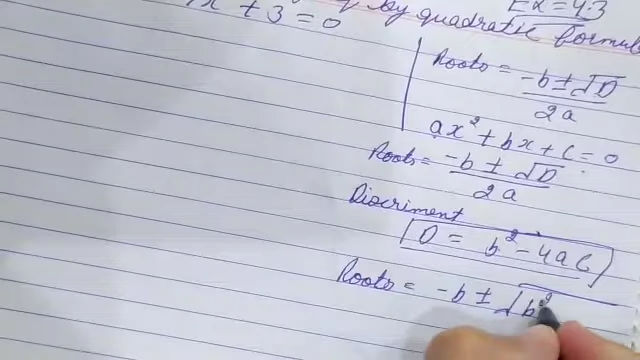 Ex = 4.3
by quadratic formula
x + 3 = 0
Roots = -b ± √D
2a
ax² + bx + c = 0
Roots = -b ± √D
2a
Discriment
D = b² - 4ac
Roots = -b ± √b²